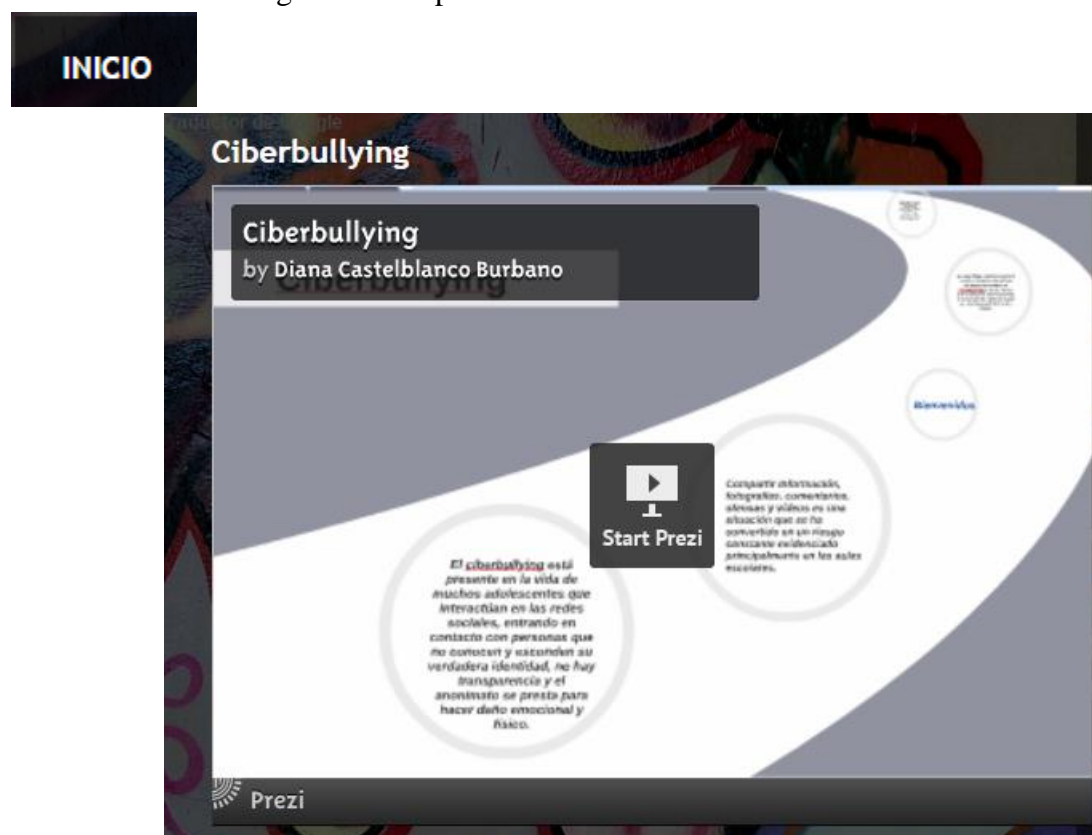 INICIO
Ciberbullying
Ciberbullying
by Diana Castelblanco Burbano
Ciberbullying
Bienvenidos
Start Prezi
Compartir información,
fotografías, comentarios,
ofensas y videos es una
situación que se ha
convertido en un riesgo
constante evidenciado
principalmente en las aulas
escolares.
El ciberbullying está
presente en la vida de
muchos adolescentes que
interactúan en las redes
sociales, entrando en
contacto con personas que
no conocen y esconden su
verdadera identidad, no hay
transparencia y el
anonimato se presta para
hacer daño emocional y
físico.
Prezi